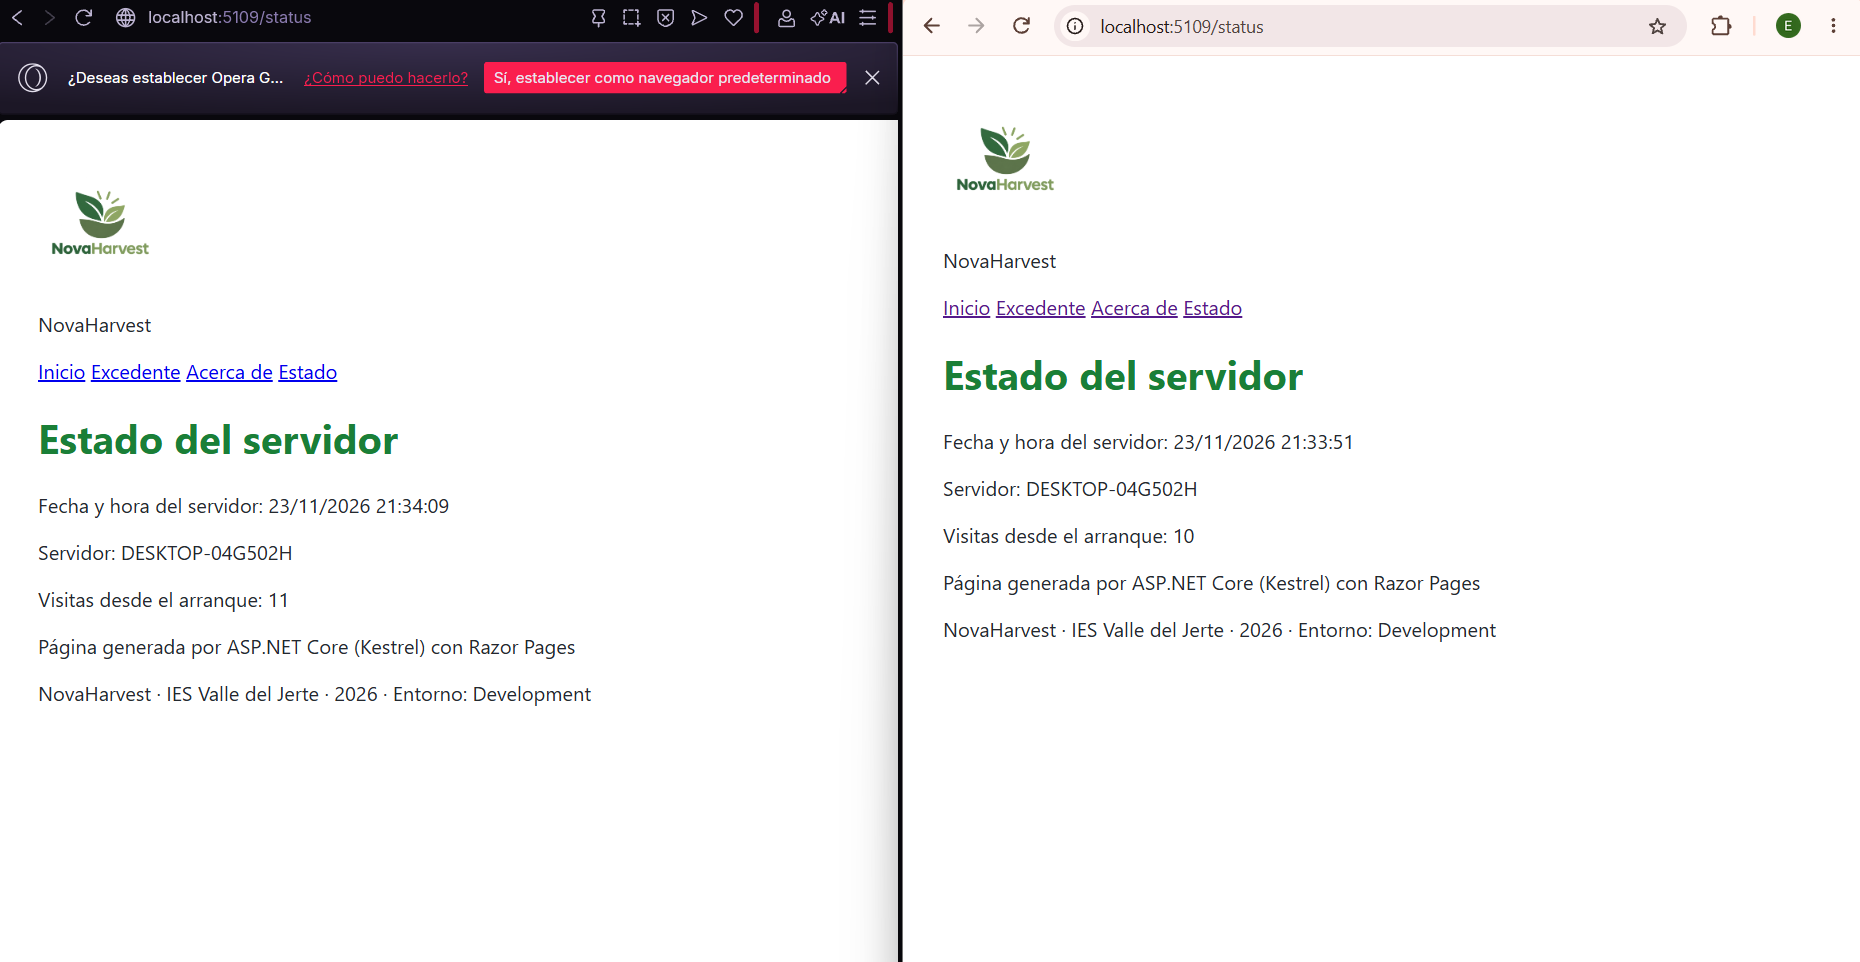 localhost:5109/status
AI
¿Deseas establecer Opera G...
¿Cómo puedo hacerlo?
Sí, establecer como navegador predeterminado
NovaHarvest
NovaHarvest
Inicio Excedente Acerca de Estado
Estado del servidor
Fecha y hora del servidor: 23/11/2026 21:34:09
Servidor: DESKTOP-04G502H
Visitas desde el arranque: 11
Página generada por ASP.NET Core (Kestrel) con Razor Pages
NovaHarvest · IES Valle del Jerte · 2026 · Entorno: Development
localhost:5109/status
E
NovaHarvest
NovaHarvest
Inicio Excedente Acerca de Estado
Estado del servidor
Fecha y hora del servidor: 23/11/2026 21:33:51
Servidor: DESKTOP-04G502H
Visitas desde el arranque: 10
Página generada por ASP.NET Core (Kestrel) con Razor Pages
NovaHarvest · IES Valle del Jerte · 2026 · Entorno: Development